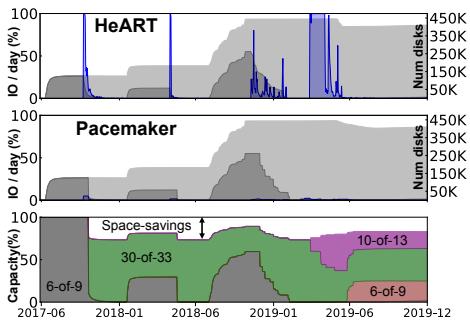 HeART
IO / day (%)
100
50
0
450K
350K
250K
150K
50K
Num disks
Pacemaker
IO / day (%)
100
50
0
450K
350K
250K
150K
50K
Num disks
Capacity(%)
100
50
0
Space-savings
10-of-13
30-of-33
6-of-9
6-of-9
2017-06 2018-01 2018-06 2019-01 2019-06 2019-12